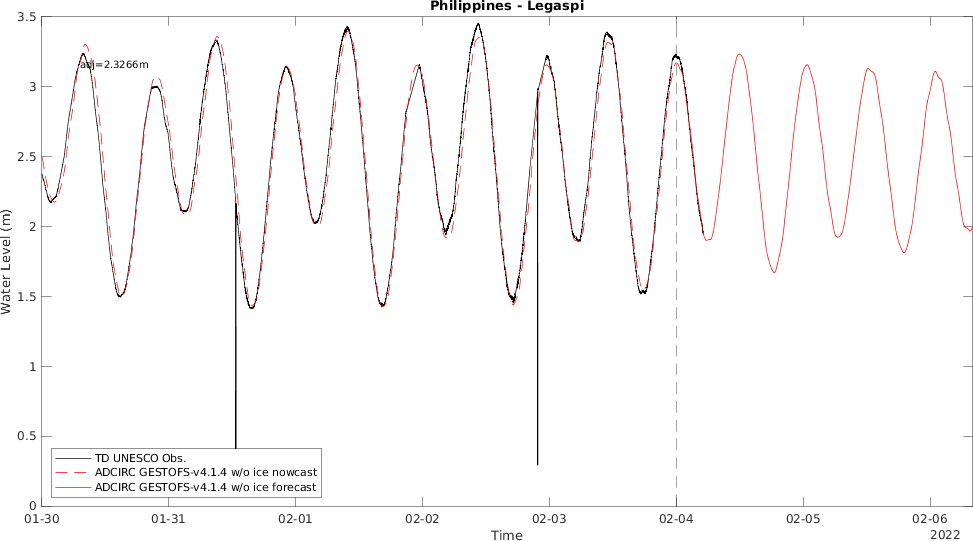 Philippines - Legaspi
3.5
3
2.5
2
1.5
1
0.5
0
Water Level (m)
adj=2.3266m
TD UNESCO Obs.
ADCIRC GESTOFS-v4.1.4 w/o ice nowcast
ADCIRC GESTOFS-v4.1.4 w/o ice forecast
01-30 01-31 02-01 02-02 02-03 02-04 02-05 02-06
Time
2022